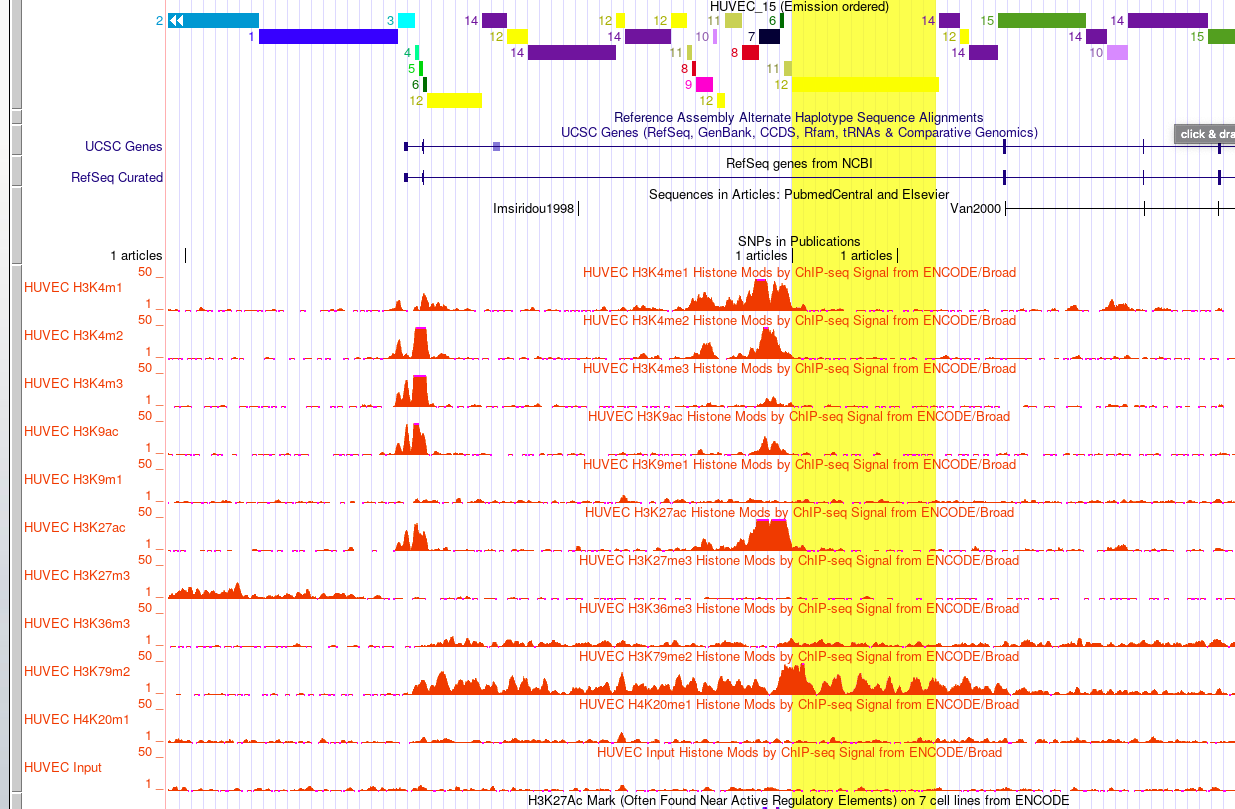 HUVEC_15 (Emission ordered)
2 3 14 12 12 11 6 14 15 14
1 12 14 10 7 12 14 15
4 14 11 8 14 10
5 8 11
6 9 12
12 12
Reference Assembly Alternate Haplotype Sequence Alignments
UCSC Genes (RefSeq, GenBank, CCDS, Rfam, tRNAs & Comparative Genomics)
click & dra
UCSC Genes
RefSeq genes from NCBI
RefSeq Curated
Sequences in Articles: PubmedCentral and Elsevier
Imsiridou1998 Van2000
SNPs in Publications
1 articles 1 articles 1 articles
HUVEC H3K4me1 Histone Mods by ChIP-seq Signal from ENCODE/Broad
50
HUVEC H3K4m1
1
HUVEC H3K4me2 Histone Mods by ChIP-seq Signal from ENCODE/Broad
50
HUVEC H3K4m2
1
HUVEC H3K4me3 Histone Mods by ChIP-seq Signal from ENCODE/Broad
50
HUVEC H3K4m3
1
HUVEC H3K9ac Histone Mods by ChIP-seq Signal from ENCODE/Broad
50
HUVEC H3K9ac
1
HUVEC H3K9me1 Histone Mods by ChIP-seq Signal from ENCODE/Broad
50
HUVEC H3K9m1
1
HUVEC H3K27ac Histone Mods by ChIP-seq Signal from ENCODE/Broad
50
HUVEC H3K27ac
1
HUVEC H3K27me3 Histone Mods by ChIP-seq Signal from ENCODE/Broad
50
HUVEC H3K27m3
1
HUVEC H3K36me3 Histone Mods by ChIP-seq Signal from ENCODE/Broad
50
HUVEC H3K36m3
1
HUVEC H3K79me2 Histone Mods by ChIP-seq Signal from ENCODE/Broad
50
HUVEC H3K79m2
1
HUVEC H4K20me1 Histone Mods by ChIP-seq Signal from ENCODE/Broad
50
HUVEC H4K20m1
1
HUVEC Input Histone Mods by ChIP-seq Signal from ENCODE/Broad
50
HUVEC Input
1
H3K27Ac Mark (Often Found Near Active Regulatory Elements) on 7 cell lines from ENCODE